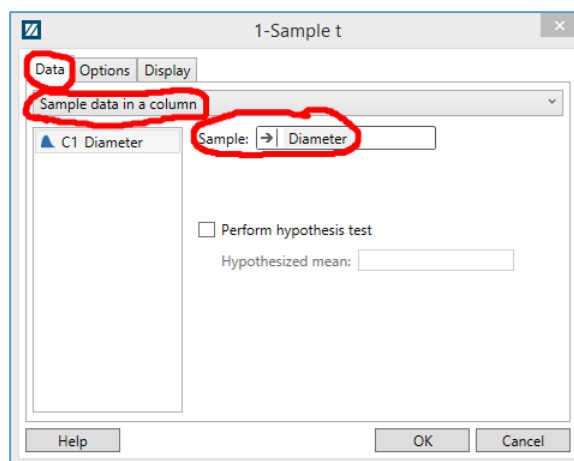 1-Sample t
Data Options Display
Sample data in a column
C1 Diameter
Sample: Diameter
Perform hypothesis test
Hypothesized mean:
Help OK Cancel